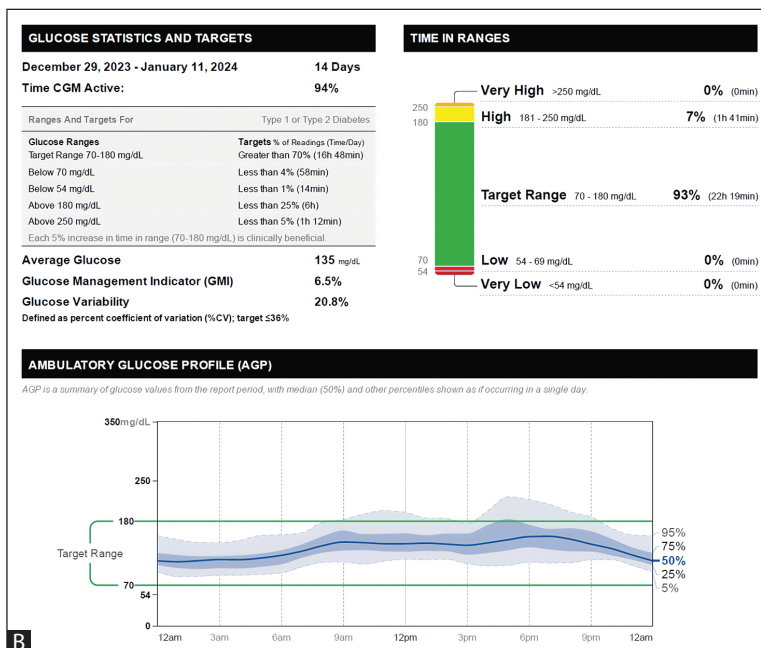 GLUCOSE STATISTICS AND TARGETS
December 29, 2023 - January 11, 2024 14 Days
Time CGM Active: 94%
Ranges And Targets For Type 1 or Type 2 Diabetes
Glucose Ranges Targets % of Readings (Time/Day)
Target Range 70-180 mg/dL Greater than 70% (16h 48min)
Below 70 mg/dL Less than 4% (58min)
Below 54 mg/dL Less than 1% (14min)
Above 180 mg/dL Less than 25% (6h)
Above 250 mg/dL Less than 5% (1h 12min)
Each 5% increase in time in range (70-180 mg/dL) is clinically beneficial.
Average Glucose 135 mg/dL
Glucose Management Indicator (GMI) 6.5%
Glucose Variability 20.8%
Defined as percent coefficient of variation (%CV); target ≤36%
TIME IN RANGES
Very High >250 mg/dL 0% (0min)
250
High 181 - 250 mg/dL 7% (1h 41min)
180
Target Range 70 - 180 mg/dL 93% (22h 19min)
70
Low 54 - 69 mg/dL 0% (0min)
54
Very Low <54 mg/dL 0% (0min)
AMBULATORY GLUCOSE PROFILE (AGP)
AGP is a summary of glucose values from the report period, with median (50%) and other percentiles shown as if occurring in a single day.
350mg/dL
250
180
Target Range
70
54
0
95%
75%
50%
25%
5%
12am 3am 6am 9am 12pm 3pm 6pm 9pm 12am
B